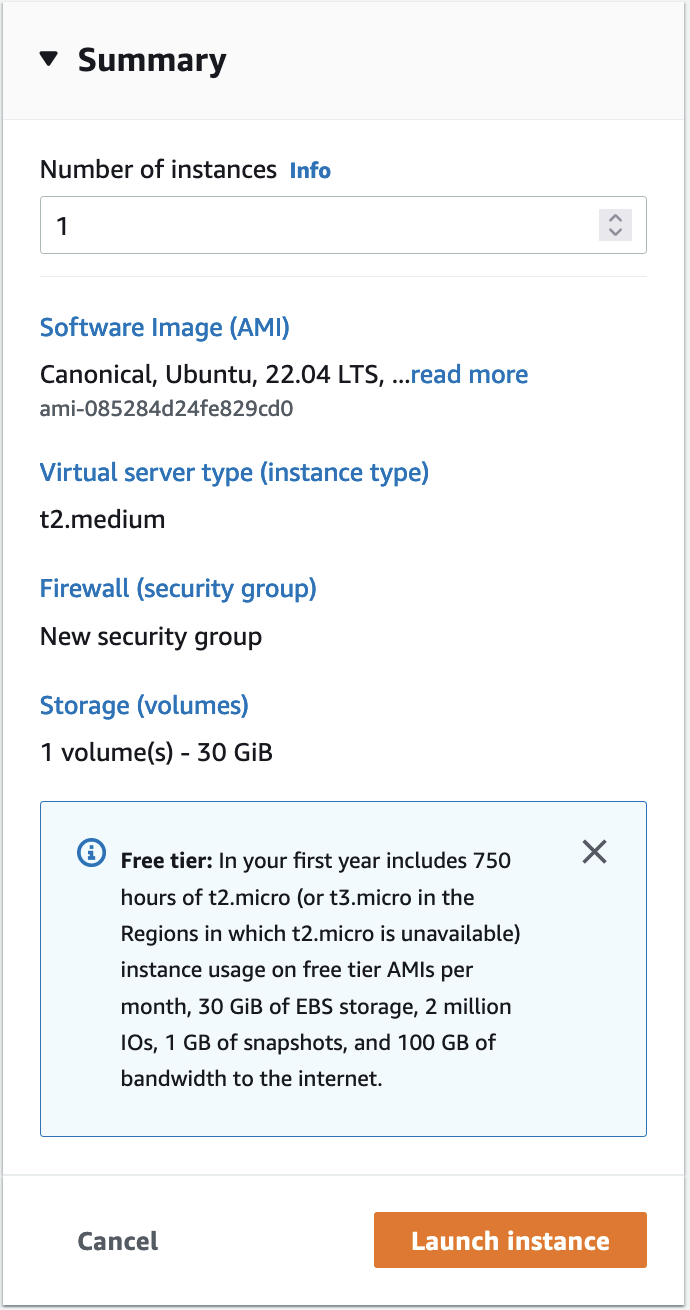 Summary
Number of instances Info
1
Software Image (AMI)
Canonical, Ubuntu, 22.04 LTS, ...read more
ami-085284d24fe829cd0
Virtual server type (instance type)
t2.medium
Firewall (security group)
New security group
Storage (volumes)
1 volume(s) - 30 GiB
Free tier: In your first year includes 750
hours of t2.micro (or t3.micro in the
Regions in which t2.micro is unavailable)
instance usage on free tier AMIs per
month, 30 GiB of EBS storage, 2 million
IOs, 1 GB of snapshots, and 100 GB of
bandwidth to the internet.
Cancel
Launch instance